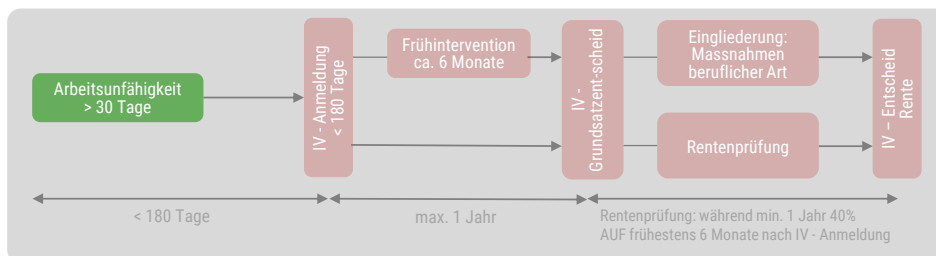 Arbeitsunfähigkeit
> 30 Tage
IV - Anmeldung
< 180 Tage
Frühintervention
ca. 6 Monate
IV -
Grundsatzent-scheid
Eingliederung:
Massnahmen
beruflicher Art
Rentenprüfung
IV – Entscheid
Rente
< 180 Tage
max. 1 Jahr
Rentenprüfung: während min. 1 Jahr 40%
AUF frühestens 6 Monate nach IV - Anmeldung